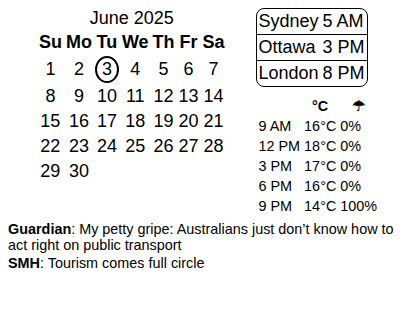 June 2025
Su Mo Tu We Th Fr Sa
1 2 3 4 5 6 7
8 9 10 11 12 13 14
15 16 17 18 19 20 21
22 23 24 25 26 27 28
29 30
Sydney 5 AM
Ottawa 3 PM
London 8 PM
°C ☂
9 AM 16°C 0%
12 PM 18°C 0%
3 PM 17°C 0%
6 PM 16°C 0%
9 PM 14°C 100%
Guardian: My petty gripe: Australians just don't know how to
act right on public transport
SMH: Tourism comes full circle